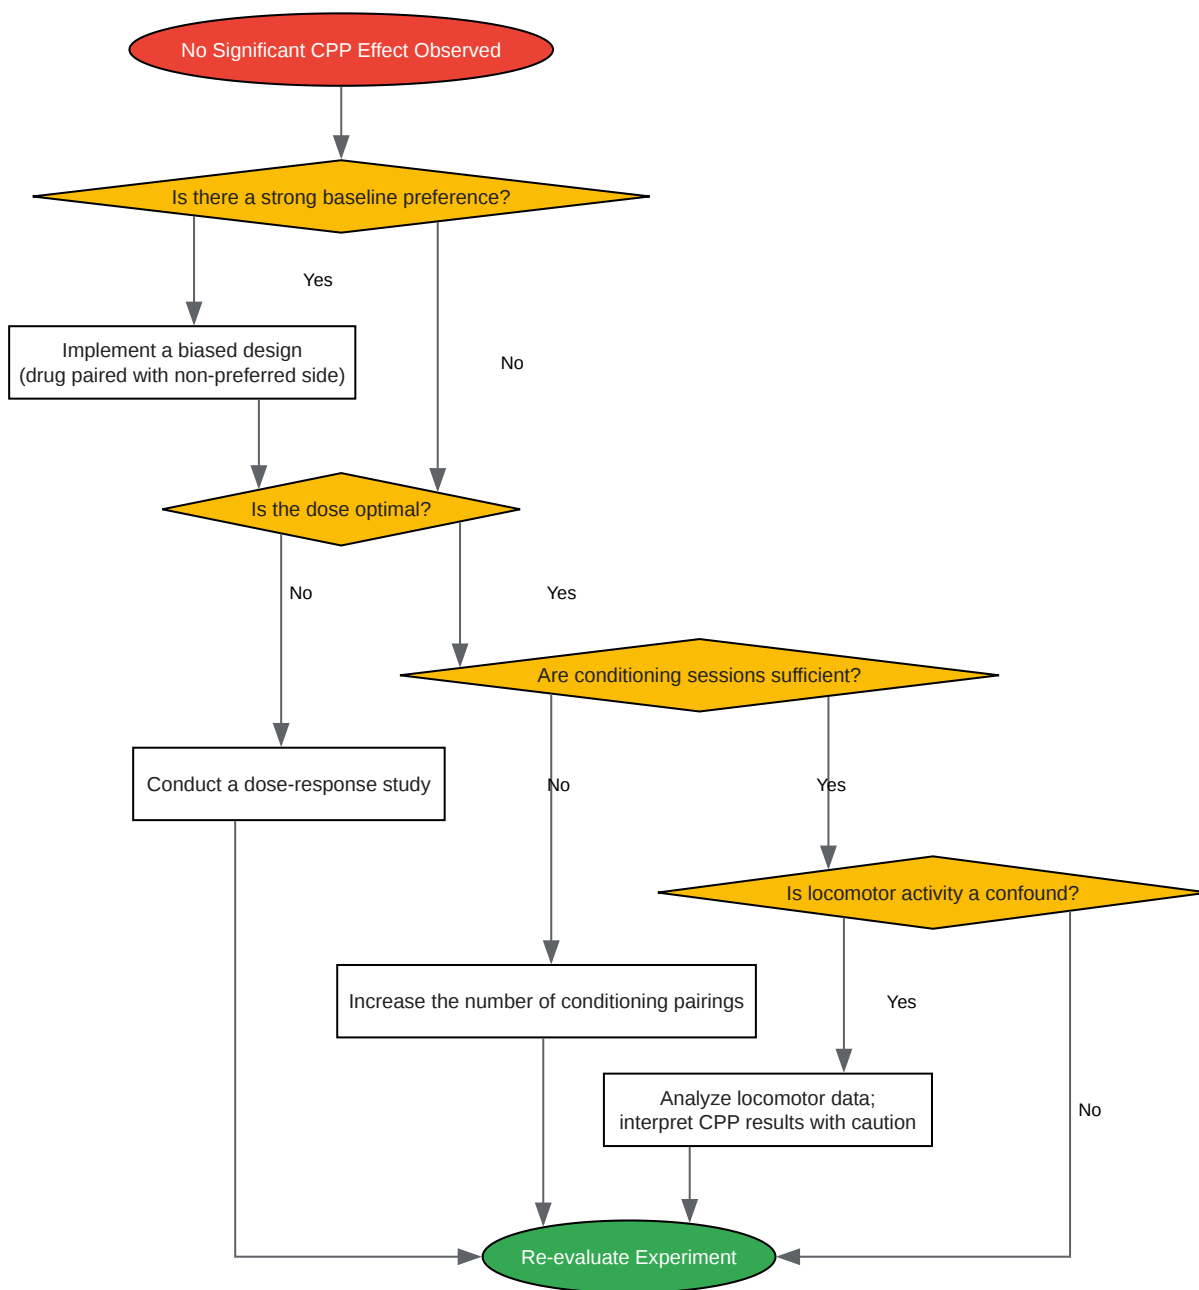 No Significant CPP Effect Observed
Is there a strong baseline preference?
Yes
Implement a biased design
(drug paired with non-preferred side)
No
Is the dose optimal?
No
Yes
Are conditioning sessions sufficient?
Conduct a dose-response study
No
Yes
Is locomotor activity a confound?
Increase the number of conditioning pairings
Yes
Analyze locomotor data;
interpret CPP results with caution
No
Re-evaluate Experiment